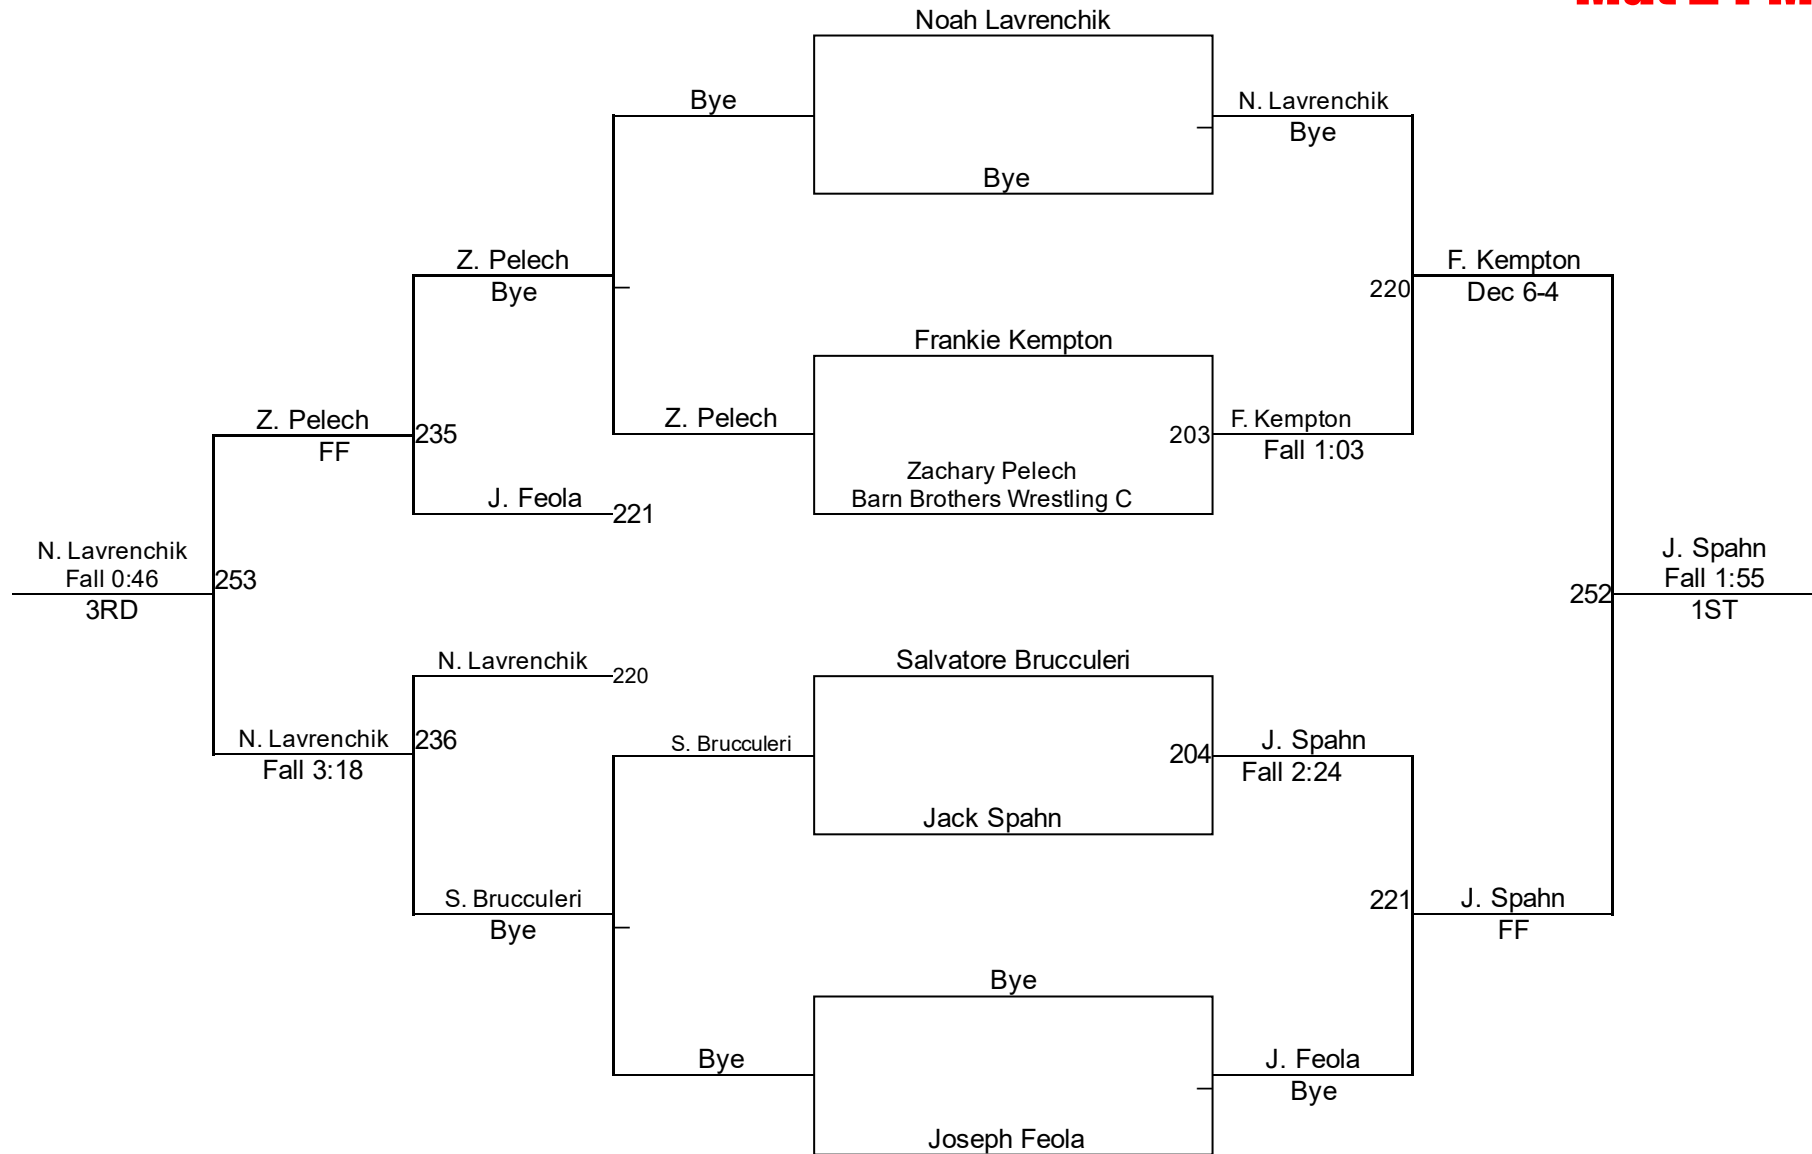 Noah Lavrenchik
Bye
N. Lavrenchik
Bye
Bye
Z. Pelech
Bye
F. Kempton
Dec 6-4
220
Frankie Kempton
Z. Pelech
FF
235
Z. Pelech
203
F. Kempton
Fall 1:03
Zachary Pelech
Barn Brothers Wrestling C
J. Feola
221
N. Lavrenchik
Fall 0:46
3RD
253
252
J. Spahn
Fall 1:55
1ST
N. Lavrenchik
220
Salvatore Brucculeri
N. Lavrenchik
Fall 3:18
236
S. Brucculeri
204
J. Spahn
Fall 2:24
Jack Spahn
S. Brucculeri
Bye
221
J. Spahn
FF
Bye
Bye
J. Feola
Bye
Joseph Feola